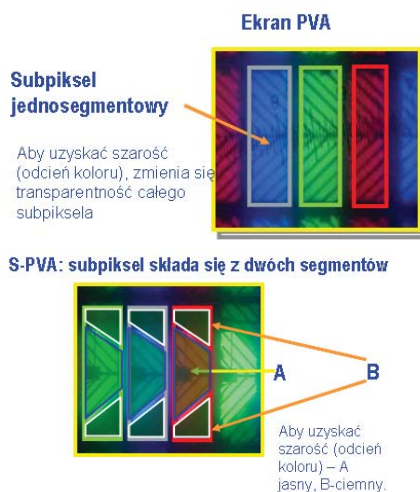 Ekran PVA
Subpiksel
jednosegmentowy
Aby uzyskać szarość
(odcień koloru), zmienia się
transparentność całego
subpiksela
S-PVA: subpiksel składa się z dwóch segmentów
A
B
Aby uzyskać
szarość (odcień
koloru) – A
jasny, B-ciemny.